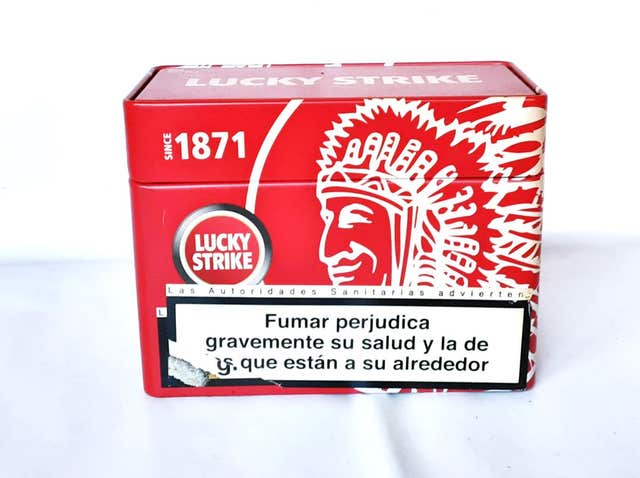 LUCKY STRIKE
SINCE 1871
LUCKY
STRIKE
Las Autoridades Sanitarias advierten
L
Fumar perjudica
gravemente su salud y la de
s. que están a su alrededor